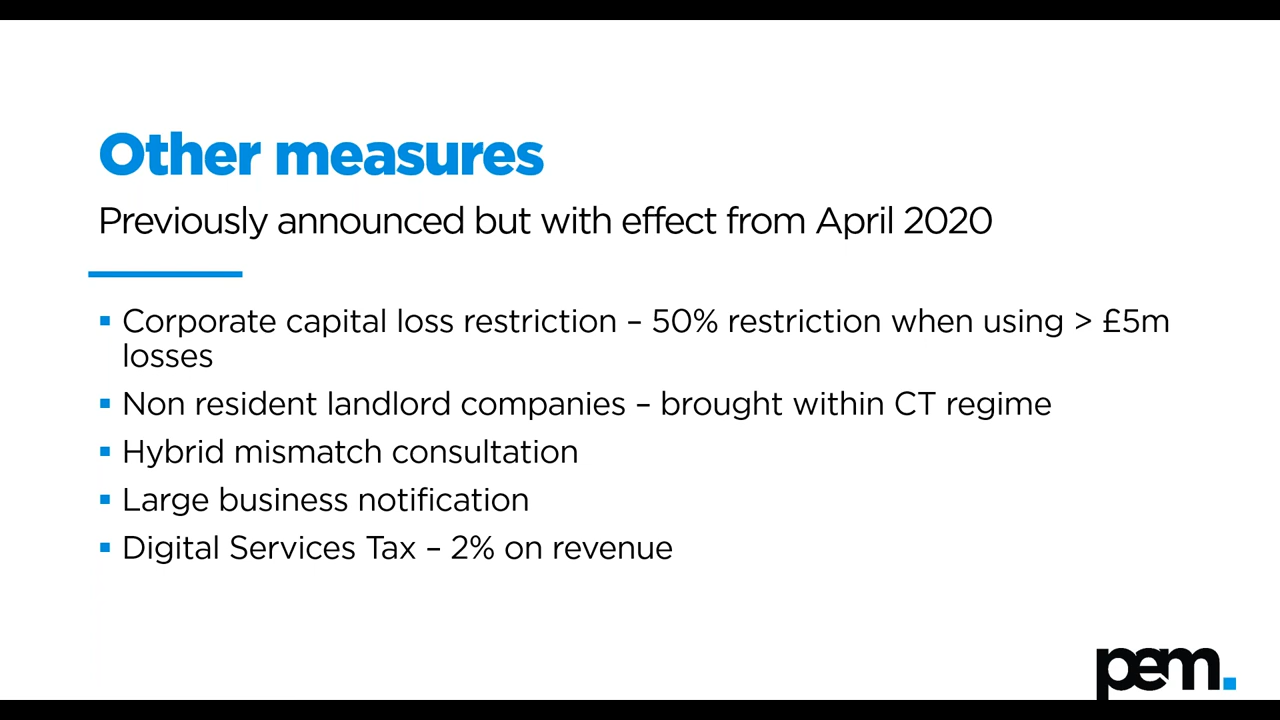 Other measures
Previously announced but with effect from April 2020
▪ Corporate capital loss restriction – 50% restriction when using > £5m
losses
▪ Non resident landlord companies – brought within CT regime
▪ Hybrid mismatch consultation
▪ Large business notification
▪ Digital Services Tax – 2% on revenue
pem.